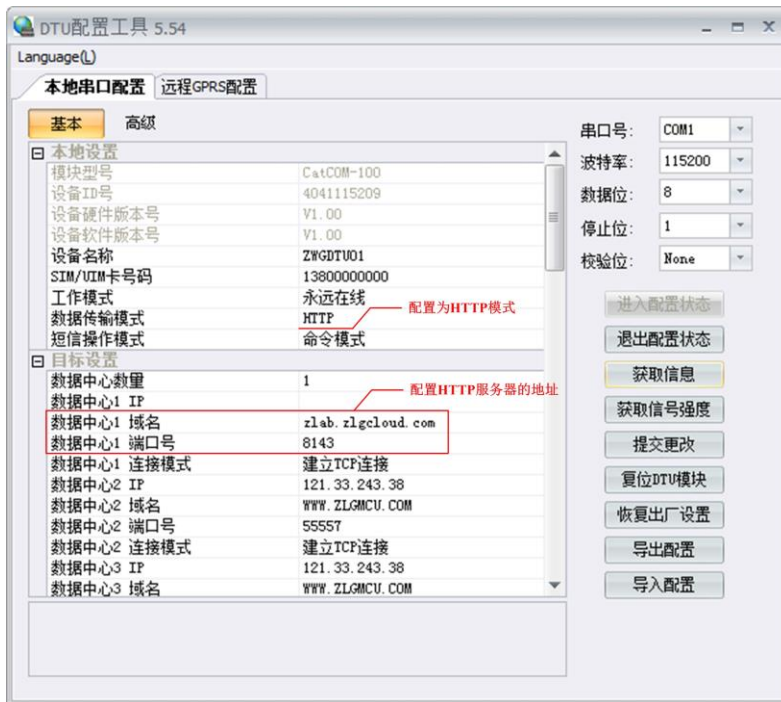 DTU配置工具 5.54
Language(L)
本地串口配置 远程GPRS配置
基本 高级
本地设置
模块型号 CatCOM-100
设备ID号 4041115209
设备硬件版本号 V1.00
设备软件版本号 V1.00
设备名称 ZWGDTU01
SIM/UIM卡号码 13800000000
工作模式 永远在线
数据传输模式 HTTP
配置为HTTP模式
短信操作模式 命令模式
目标设置
数据中心数量 1
配置HTTP服务器的地址
数据中心1 IP
数据中心1 域名 zlab.zlgcloud.com
数据中心1 端口号 8143
数据中心1 连接模式 建立TCP连接
数据中心2 IP 121.33.243.38
数据中心2 域名 WWW.ZLGMCU.COM
数据中心2 端口号 55557
数据中心2 连接模式 建立TCP连接
数据中心3 IP 121.33.243.38
数据中心3 域名 WWW.ZLGMCU.COM
串口号: COM1
波特率: 115200
数据位: 8
停止位: 1
校验位: None
进入配置状态
退出配置状态
获取信息
获取信号强度
提交更改
复位DTU模块
恢复出厂设置
导出配置
导入配置